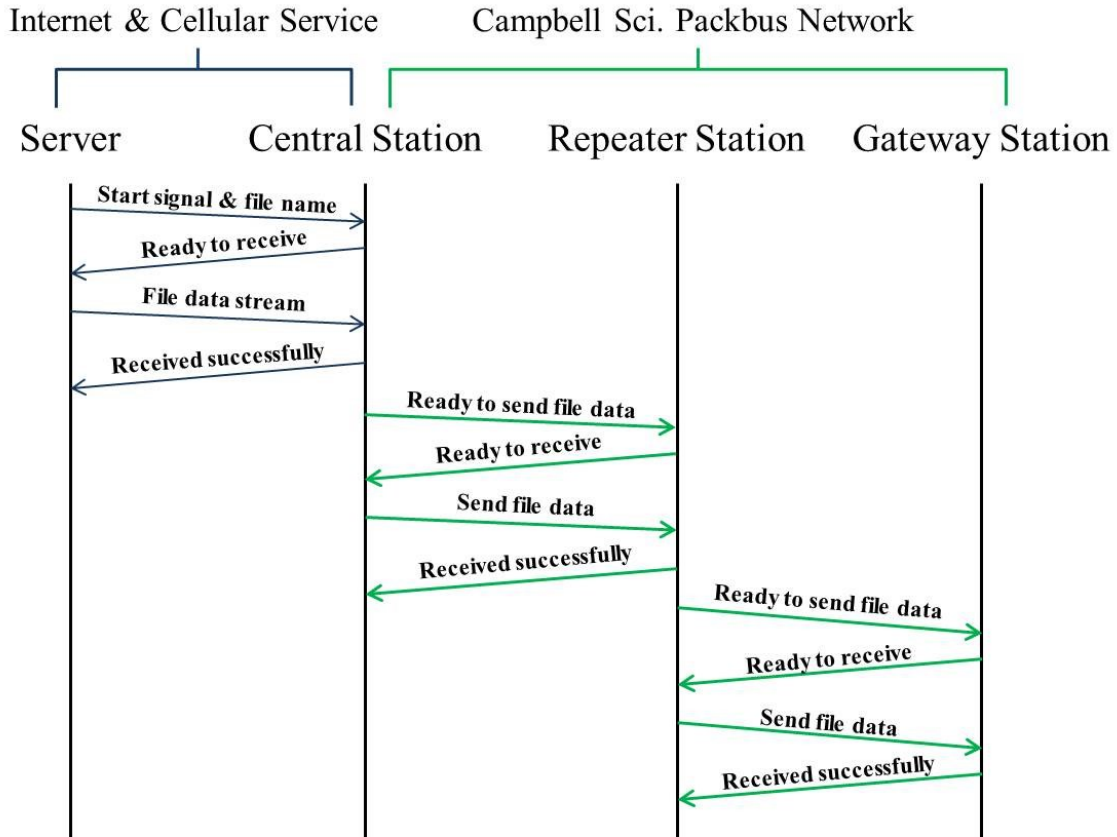 Internet & Cellular Service
Campbell Sci. Packbus Network
Server
Central Station
Repeater Station
Gateway Station
Start signal & file name
Ready to receive
File data stream
Received successfully
Ready to send file data
Ready to receive
Send file data
Received successfully
Ready to send file data
Ready to receive
Send file data
Received successfully